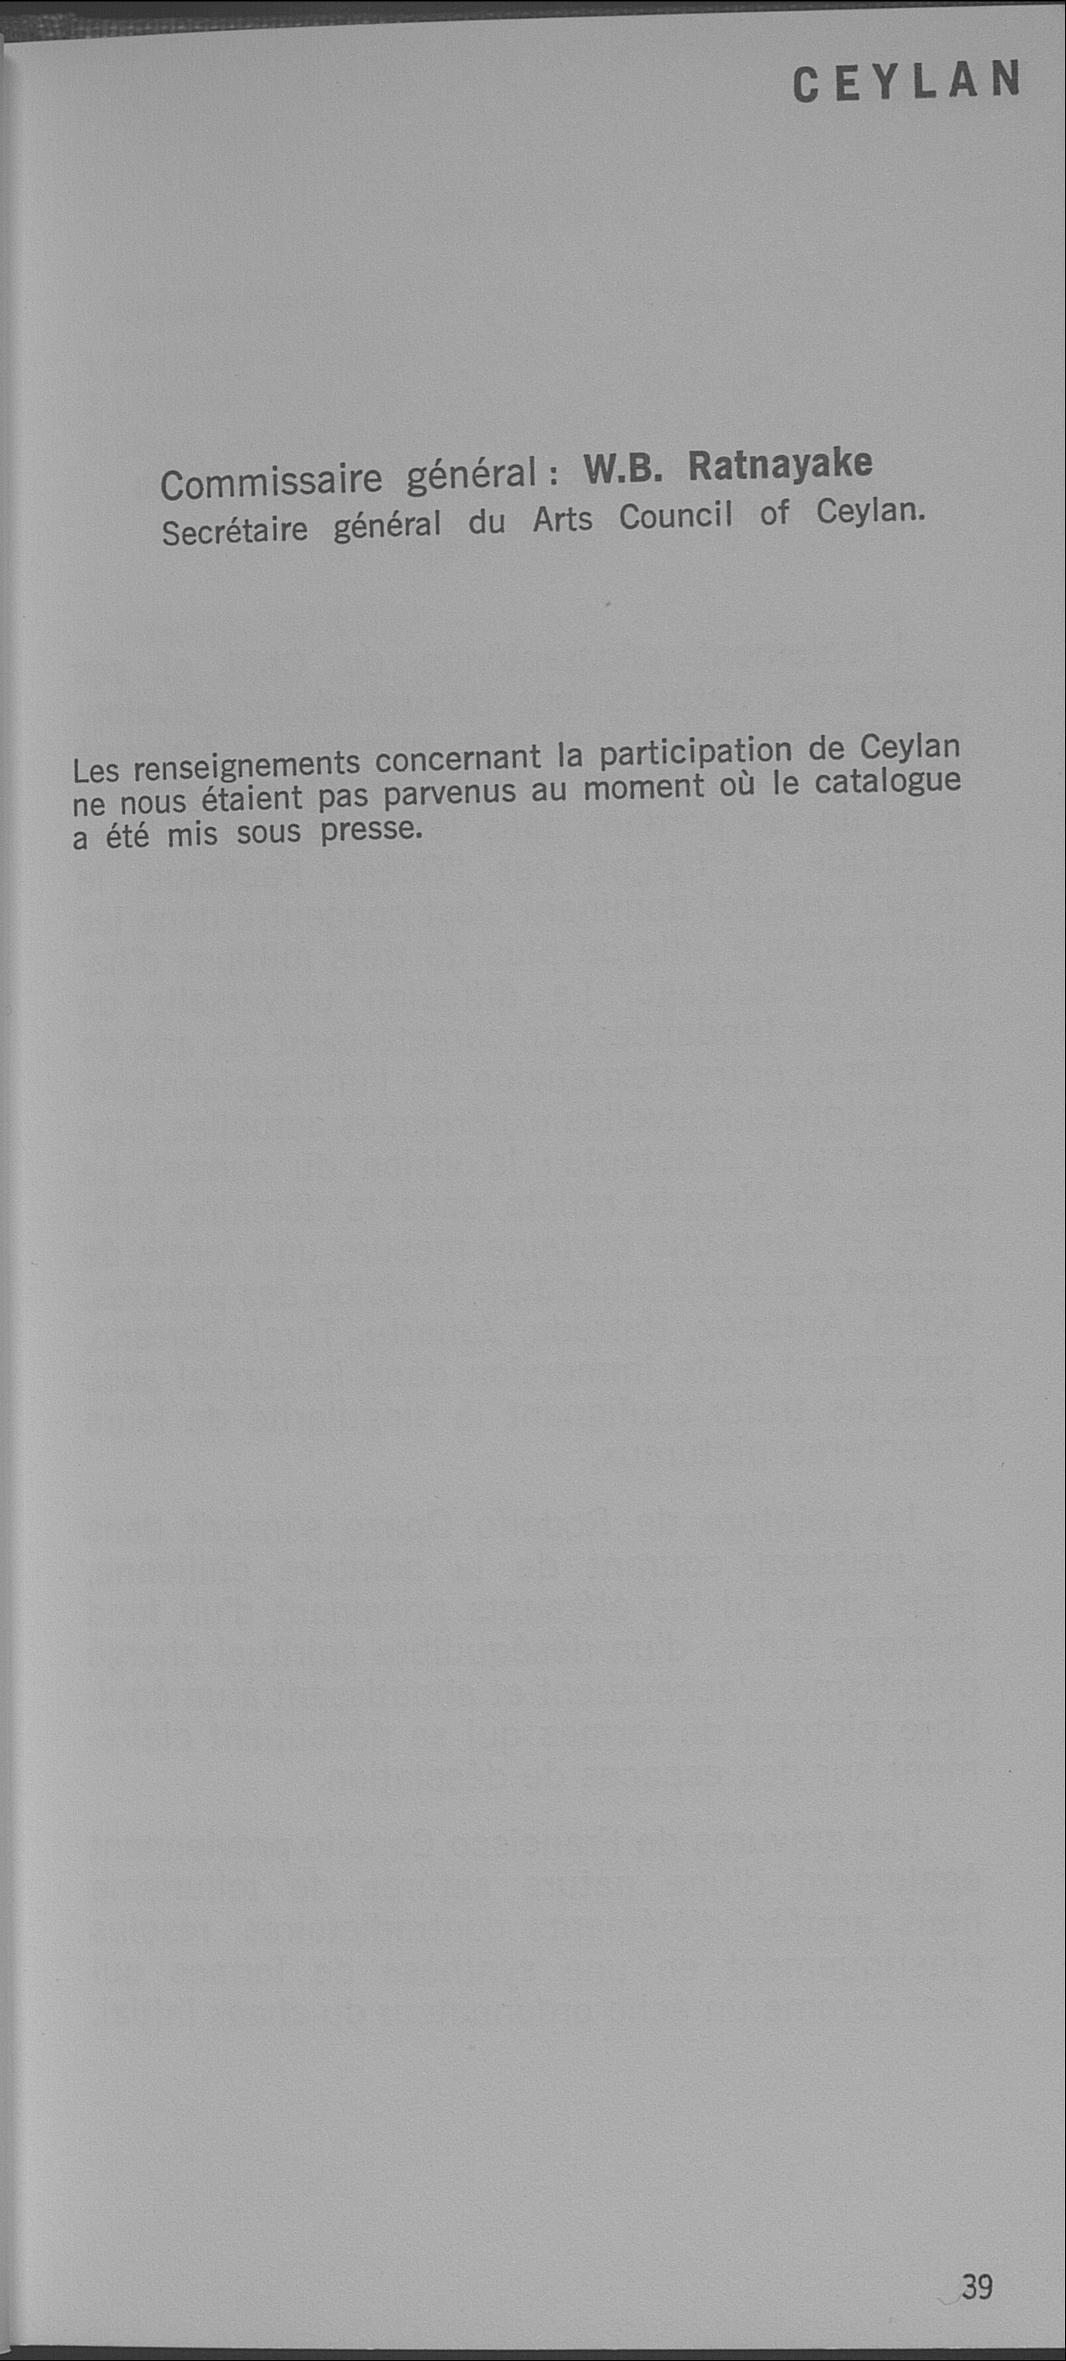 CEYLAN
Commissaire général : W.B. Ratnayake
Secrétaire général du Arts Council of Ceylan.
Les renseignements concernant la participation de Ceylan
ne nous étaient pas parvenus au moment où le catalogue
a été mis sous presse.
39